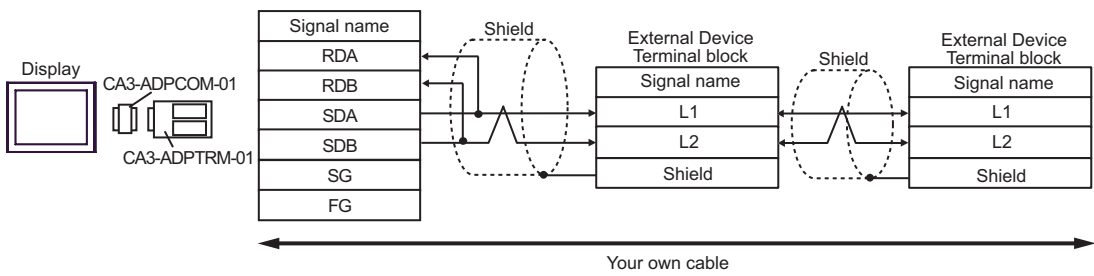 Display
CA3-ADPCOM-01
CA3-ADPTRM-01
Signal name
RDA
RDB
SDA
SDB
SG
FG
Shield
External Device
Terminal block
Signal name
L1
L2
Shield
Shield
External Device
Terminal block
Signal name
L1
L2
Shield
Your own cable